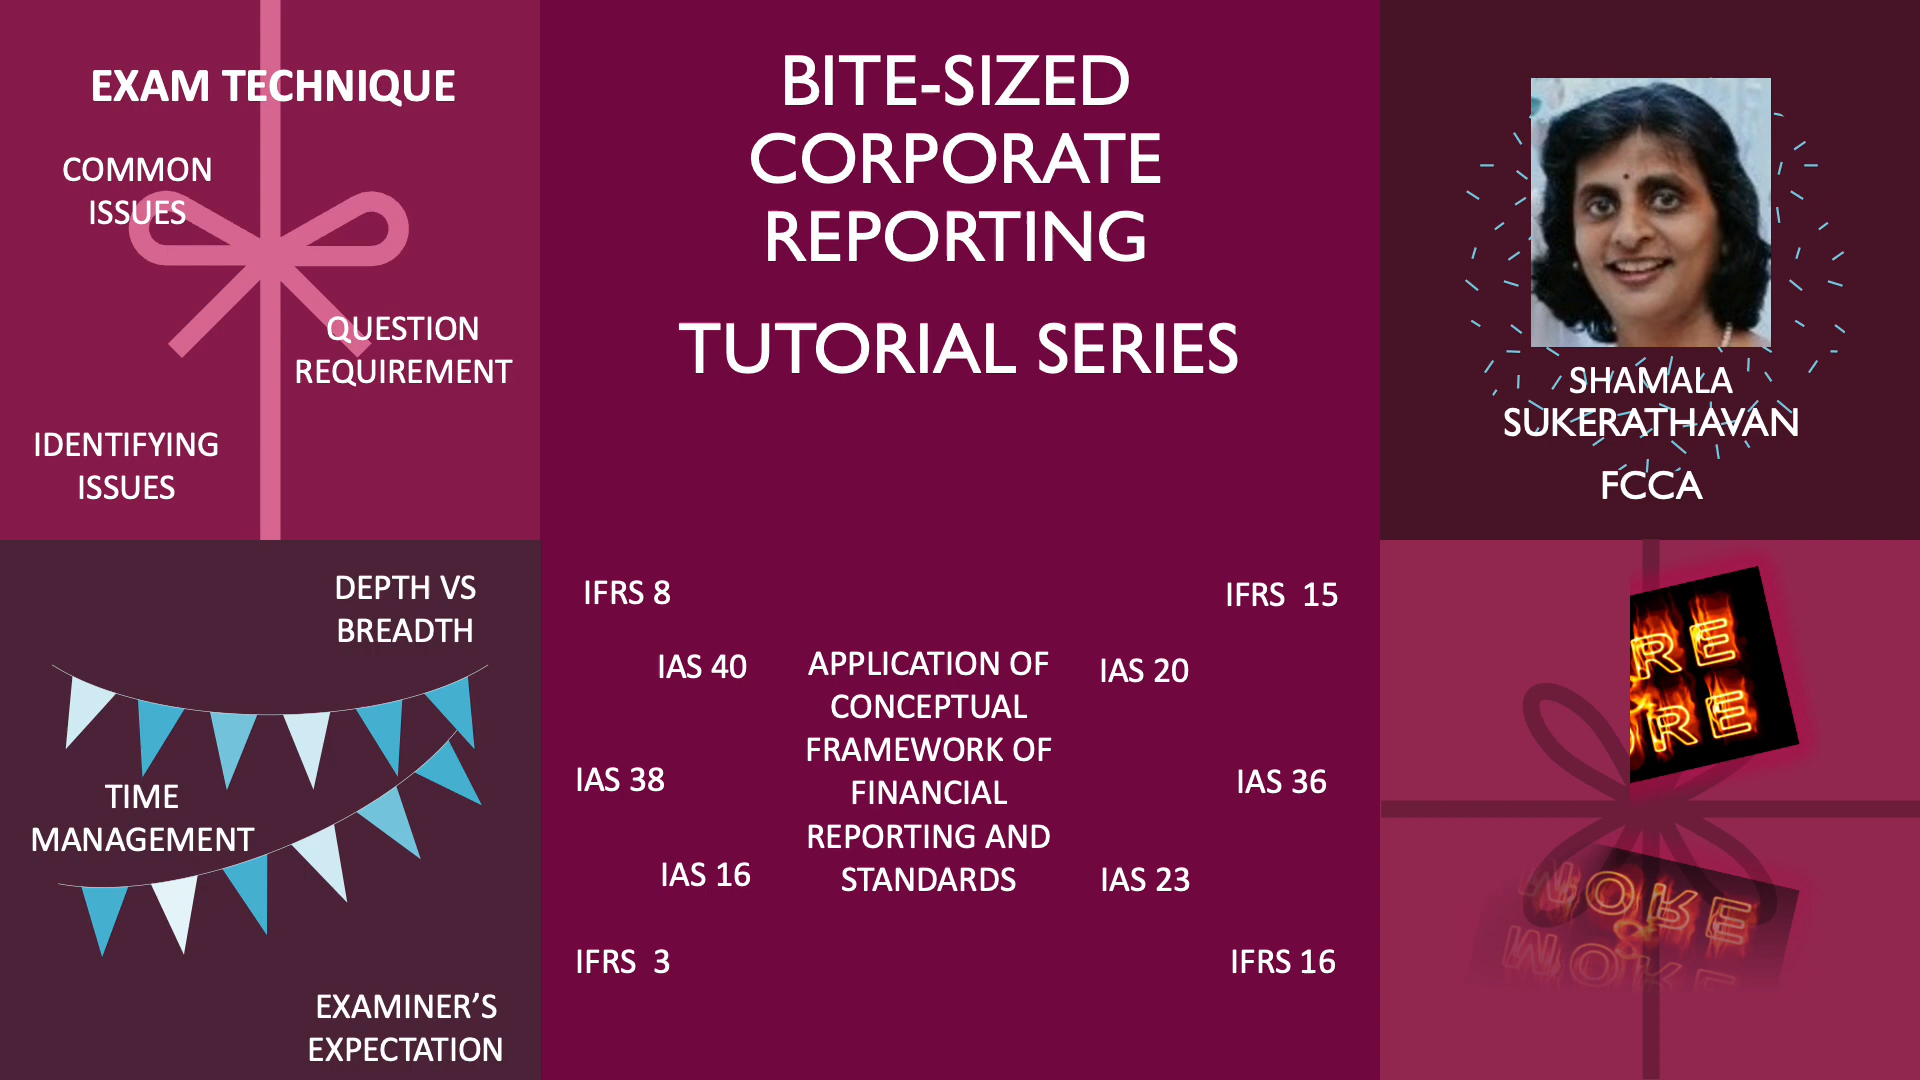 EXAM TECHNIQUE
COMMON
ISSUES
QUESTION
REQUIREMENT
IDENTIFYING
ISSUES
DEPTH VS
BREADTH
TIME
MANAGEMENT
EXAMINER'S
EXPECTATION
BITE-SIZED
CORPORATE
REPORTING
TUTORIAL SERIES
IFRS 8
IFRS 15
IAS 40
IAS 20
APPLICATION OF
CONCEPTUAL
FRAMEWORK OF
FINANCIAL
REPORTING AND
STANDARDS
IAS 38
IAS 36
IAS 16
IAS 23
IFRS 3
IFRS 16
SHAMALA
SUKERATHAVAN
FCCA
RE
RE